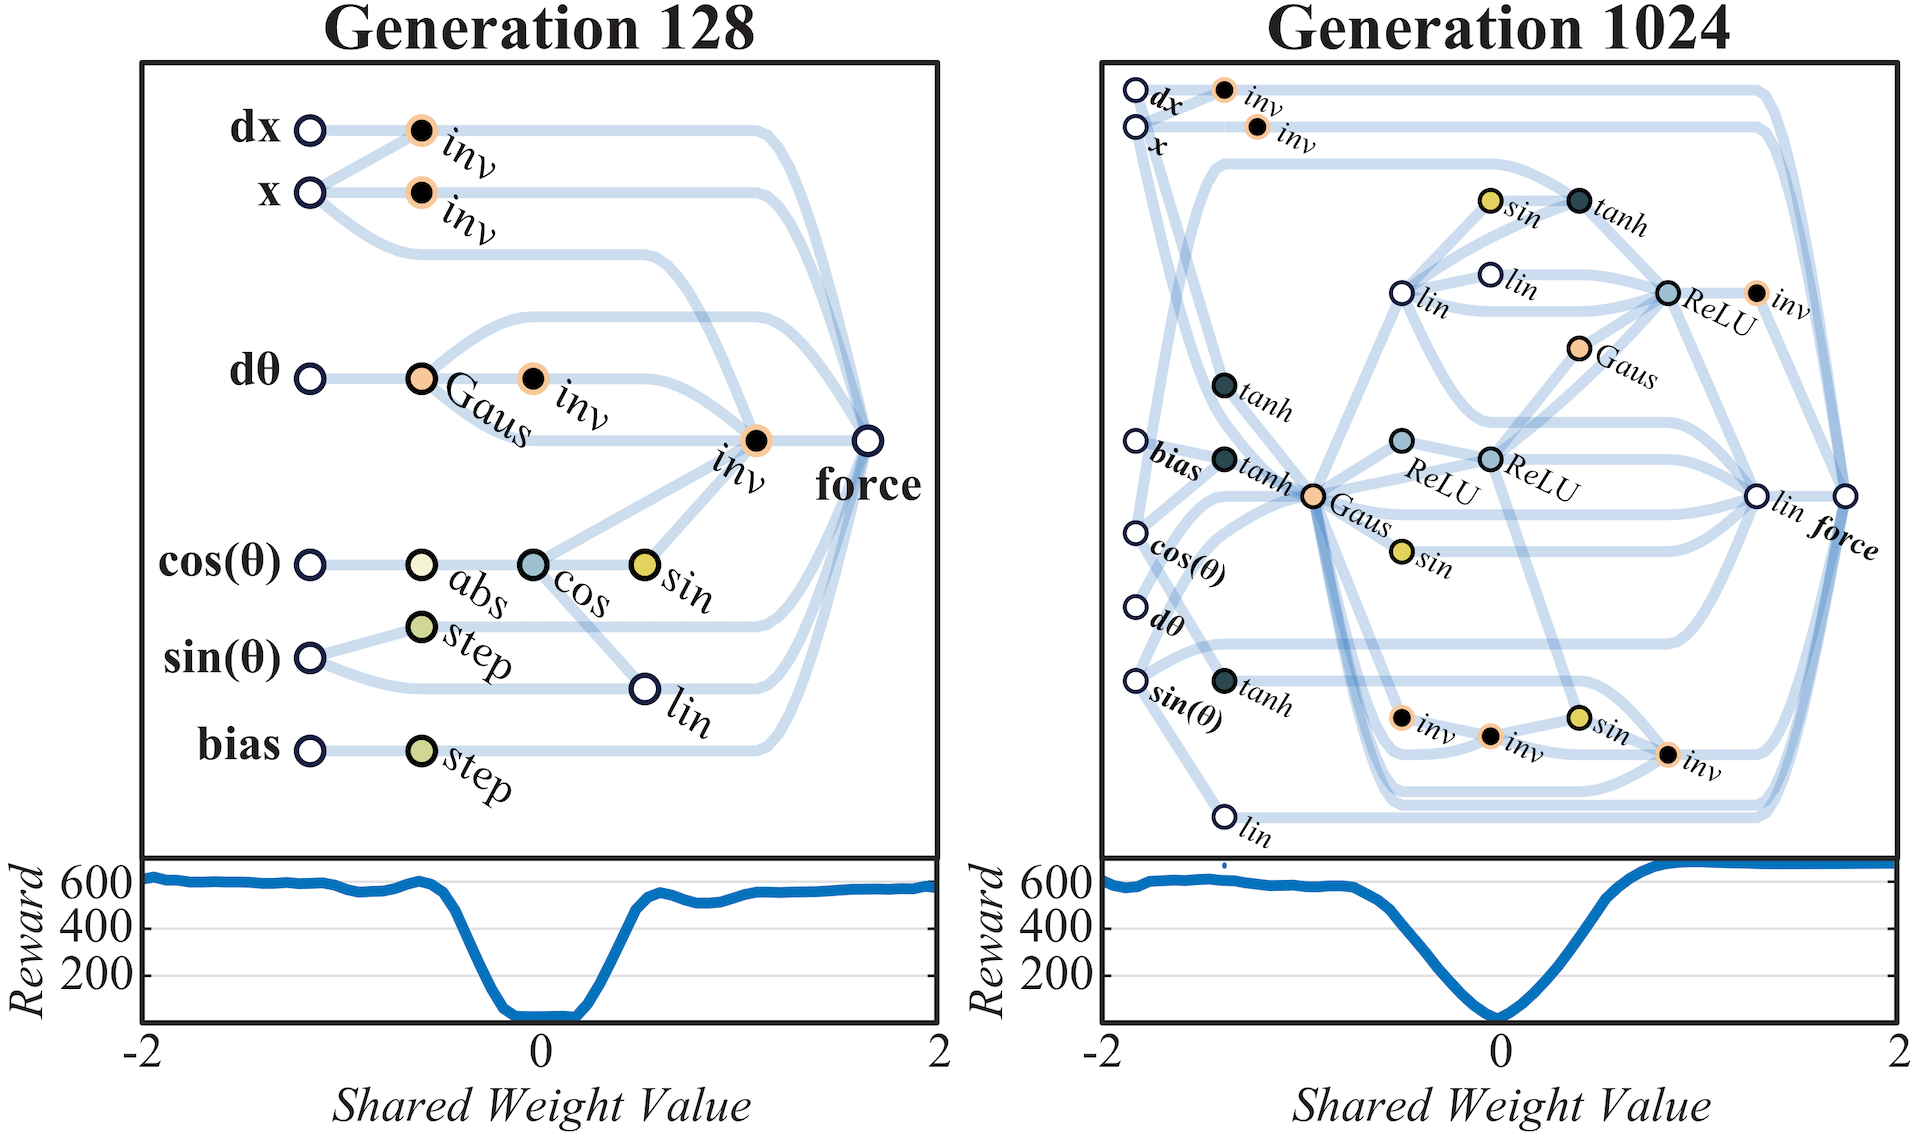 Generation 128
dx
inv
x
inv
dθ
Gaus
inv
inv
force
cos(θ)
abs
cos
sin
step
sin(θ)
lin
bias
step
Reward
600
400
200
-2
0
2
Shared Weight Value
Generation 1024
dx
inv
x
inv
sin
tanh
lin
lin
ReLU
inv
Gaus
tanh
bias
tanh
ReLU
ReLU
Gaus
lin
force
sin
cos(θ)
dθ
sin(θ)
tanh
inv
inv
sin
inv
lin
Reward
600
400
200
-2
0
2
Shared Weight Value